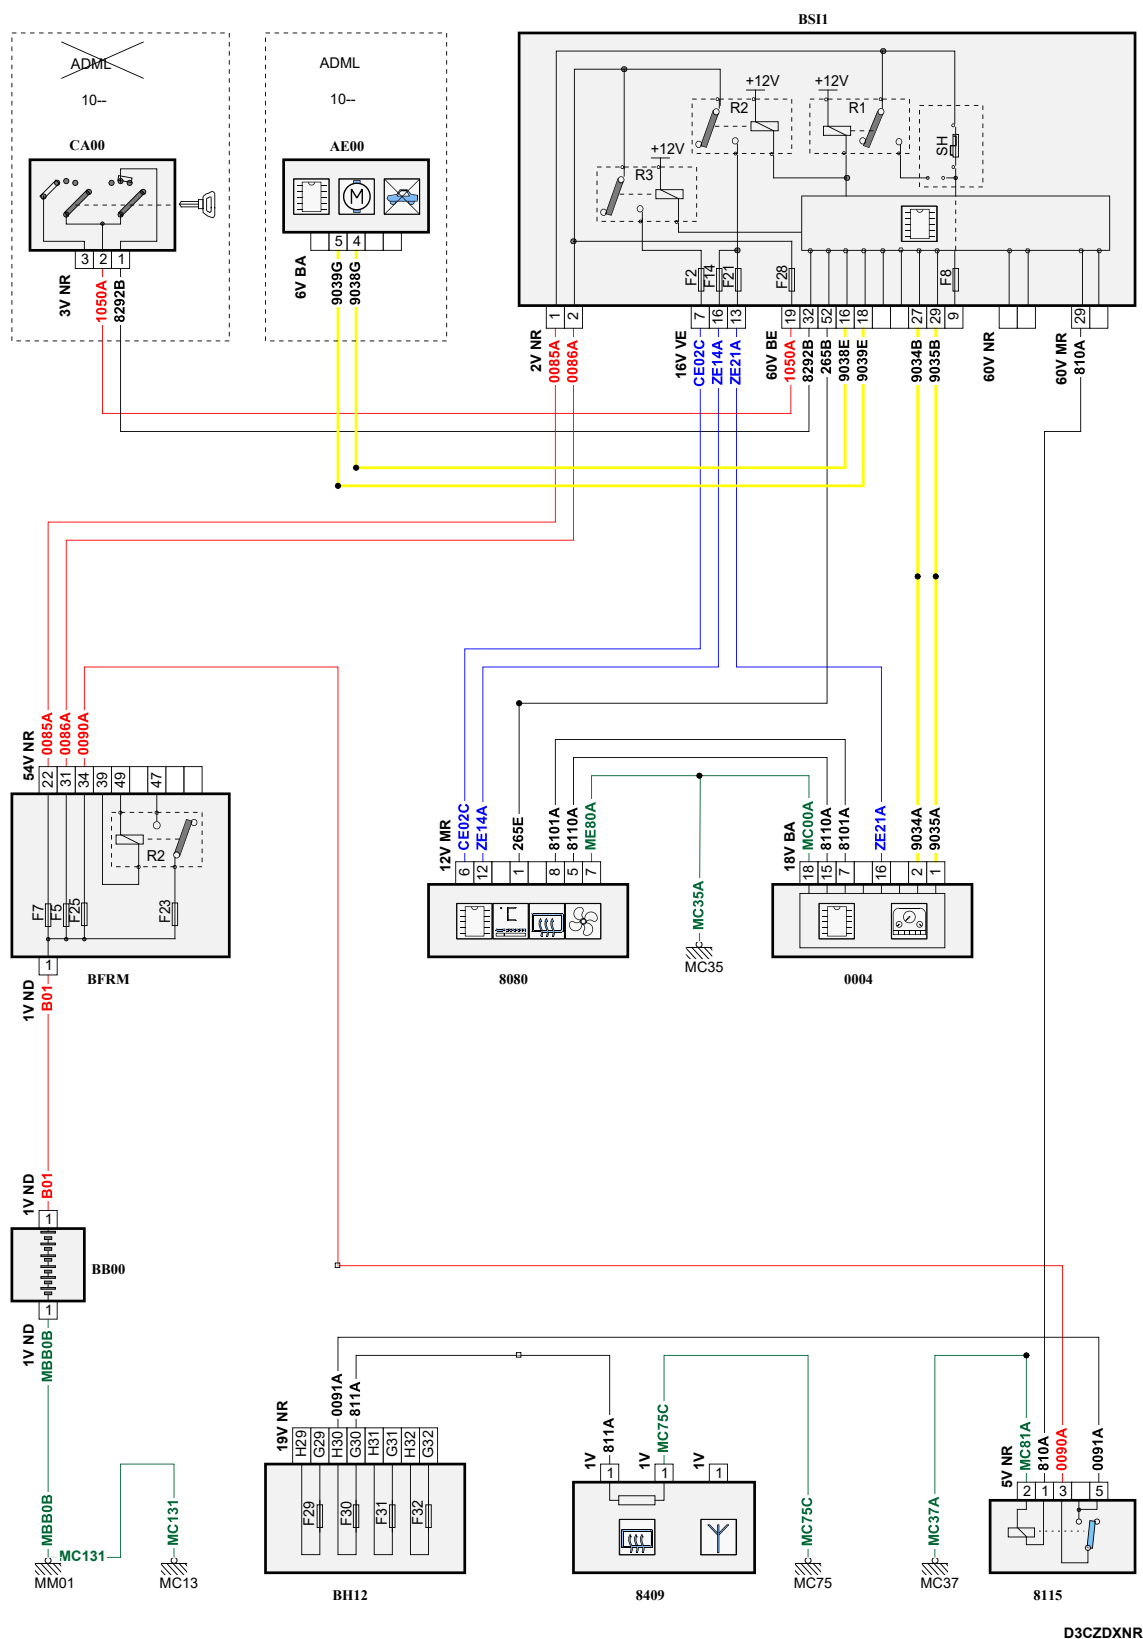 BSI1
ADML
10--
CA00
ADML
10--
AE00
M
+12V
R2
+12V
R1
SH
+12V
R3
F2
F14
F21
F28
F8
3 2 1
3V NR
1050A
8292B
5 4
6V BA
9039G
9038G
1 2
2V NR
0085A
0086A
7 16 13
16V VE
CE02C
ZE14A
ZE21A
19 32 52 16 18 27 29 9
60V BE
1050A
8292B
265B
9038E
9039E
9034B
9035B
60V NR
29
60V MR
810A
54V NR
0085A
0086A
0090A
22 31 34 39 49 47
R2
F7
F5
F25
F23
1
BFRM
1V ND
B01
12V MR
CE02C
ZE14A
265E
8101A
8110A
ME80A
6 12 1 8 5 7
°C
8080
MC35A
MC35
18V BA
MC00A
8110A
8101A
ZE21A
9034A
9035A
18 15 7 16 2 1
0004
1V ND
B01
1
BB00
1
1V ND
MBB0B
MBB0B
MC131
MC131
MM01
MC13
19V NR
0091A
811A
H29 G29 H30 G30 H31 G31 H32 G32
F29
F30
F31
F32
BH12
1V
811A
1V
MC75C
1V
1 1 1
8409
MC75C
MC75
MC37A
MC37
5V NR
MC81A
810A
0090A
0091A
2 1 3 5
8115
D3CZDXNR